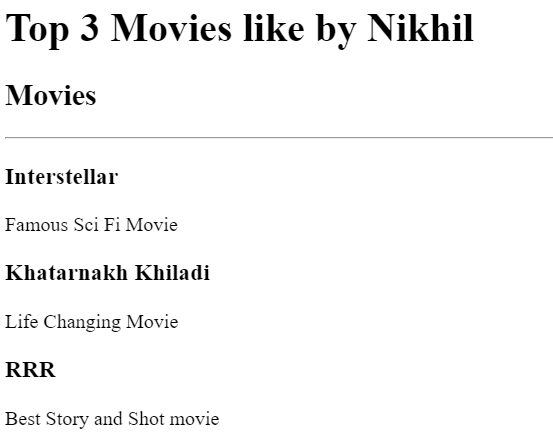 Top 3 Movies like by Nikhil
Movies
Interstellar
Famous Sci Fi Movie
Khatarnakh Khiladi
Life Changing Movie
RRR
Best Story and Shot movie